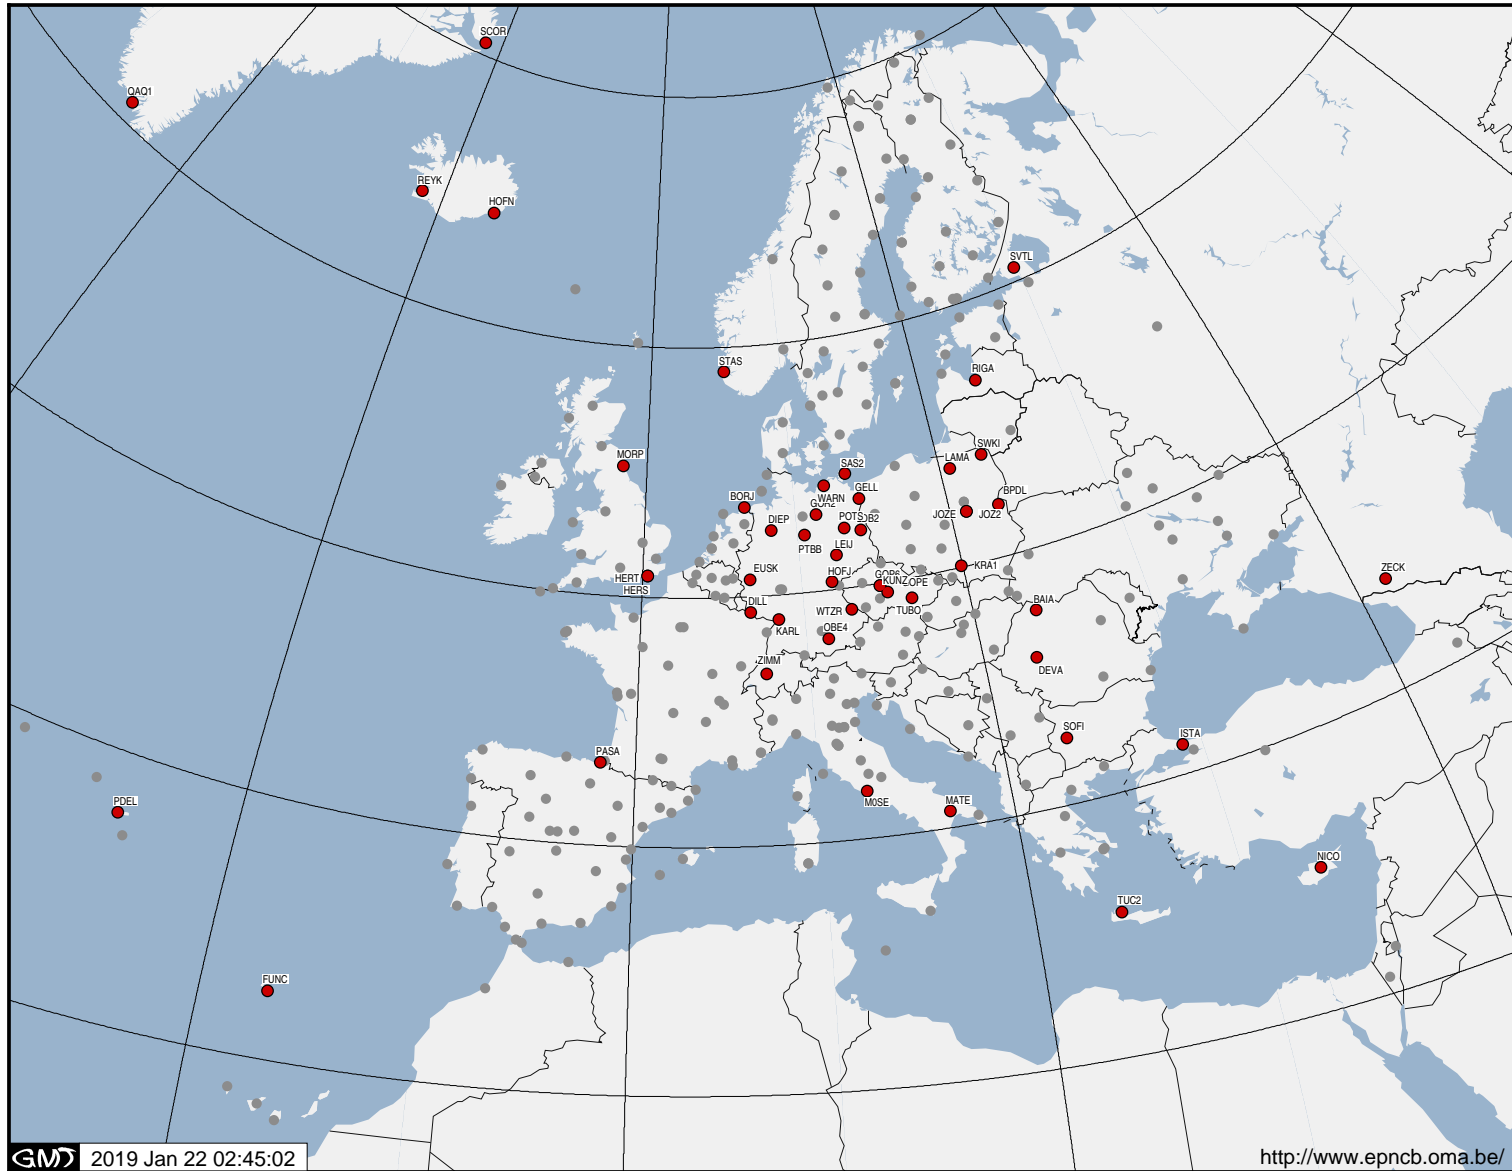 SCOR
QAQ1
REYK
HOFN
SVTL
STAS
RIGA
MORP
SWKI
LAMA
SAS2
WARN
GELL
BPDL
BORJ
JOZE
JOZ2
DIEP
POTS
PTBB
LEIJ
KRA1
EUSK
HOFJ
HERT
HERS
KUNZ
ZECK
DILL
WTZR
TUBO
BAIA
KARL
OBE4
ZIMM
DEVA
SOFI
ISTA
PASA
PDEL
M0SE
MATE
NICO
TUC2
FUNC
GMT 2019 Jan 22 02:45:02
http://www.epncb.oma.be/